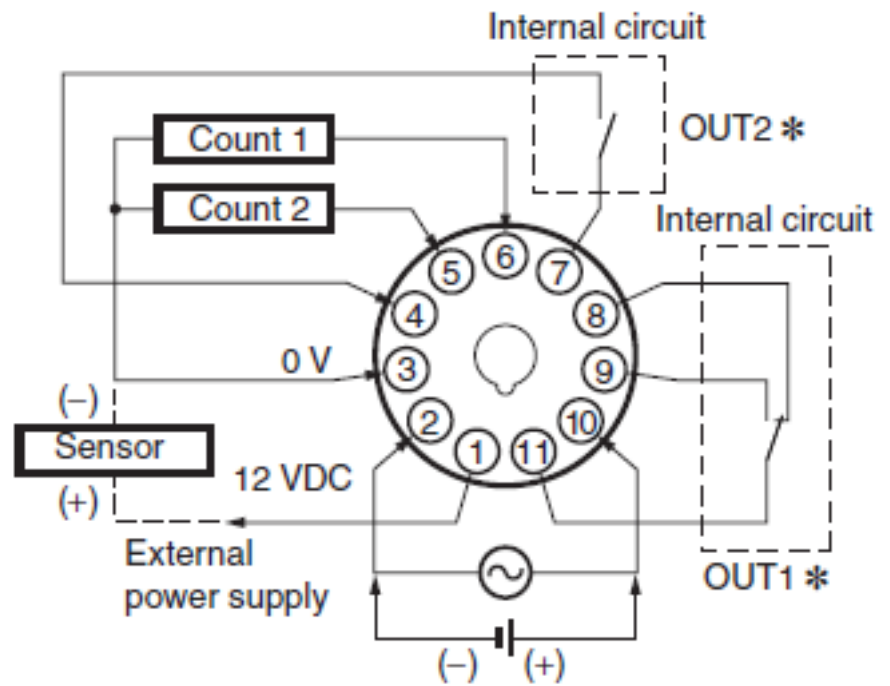 Internal circuit
OUT2 *
Count 1
Count 2
Internal circuit
6
5
7
4
8
0 V
3
9
(−)
2
10
Sensor
1
11
12 VDC
(+)
External
power supply
OUT1 *
(−)
(+)